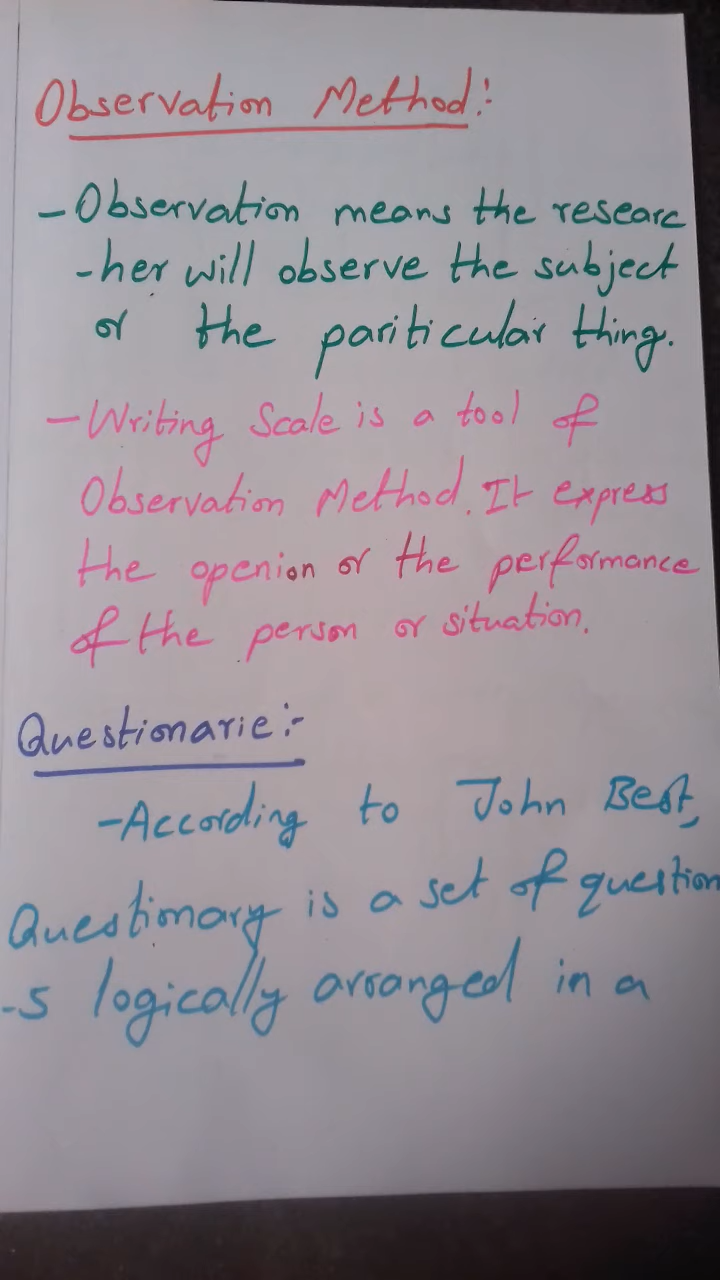 Observation Method:-
- Observation means the researc
-her will observe the subject
or the pariticular thing.
- Writing Scale is a tool of
Observation Method. It express
the openion or the performance
of the person or situation.
Questionarie:-
- According to John Best,
Questionary is a set of question
-s logically arranged in a